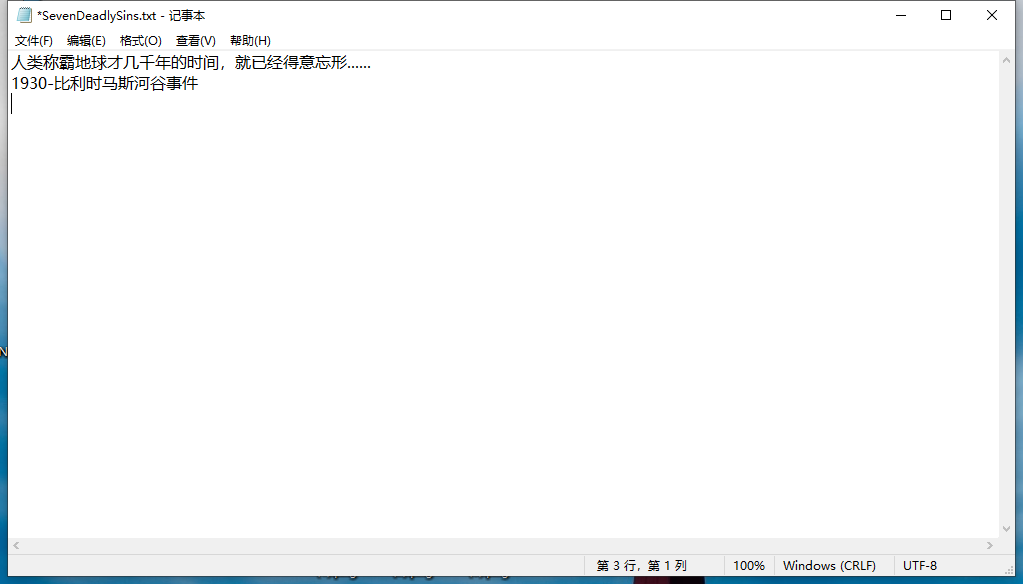 *SevenDeadlySins.txt - 记事本
文件(F) 编辑(E) 格式(O) 查看(V) 帮助(H)
人类称霸地球才几千年的时间，就已经得意忘形......
1930-比利时马斯河谷事件
N
第 3 行，第 1 列 100% Windows (CRLF) UTF-8